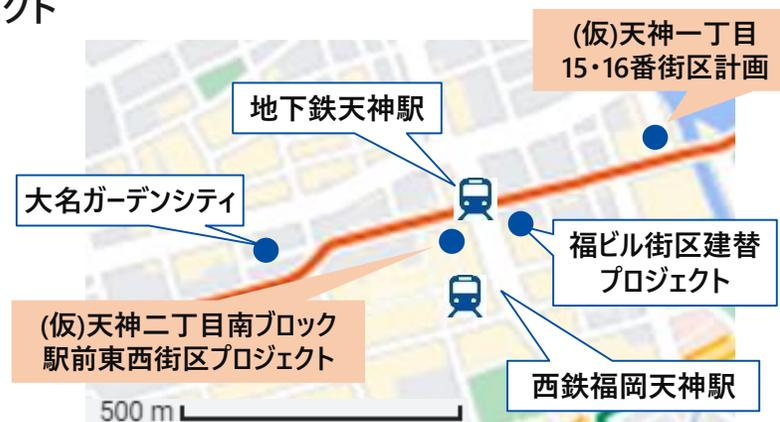 クト
(仮)天神一丁目
15・16番街区計画
地下鉄天神駅
大名ガーデンシティ
福ビル街区建替
プロジェクト
(仮)天神二丁目南ブロック
駅前東西街区プロジェクト
西鉄福岡天神駅
500 m